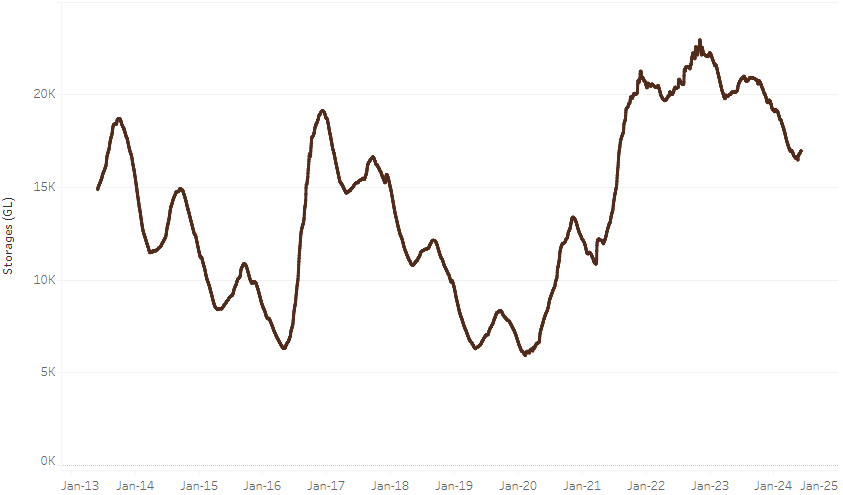 Storages (GL)
20K
15K
10K
5K
0K
Jan-13 Jan-14 Jan-15 Jan-16 Jan-17 Jan-18 Jan-19 Jan-20 Jan-21 Jan-22 Jan-23 Jan-24 Jan-25